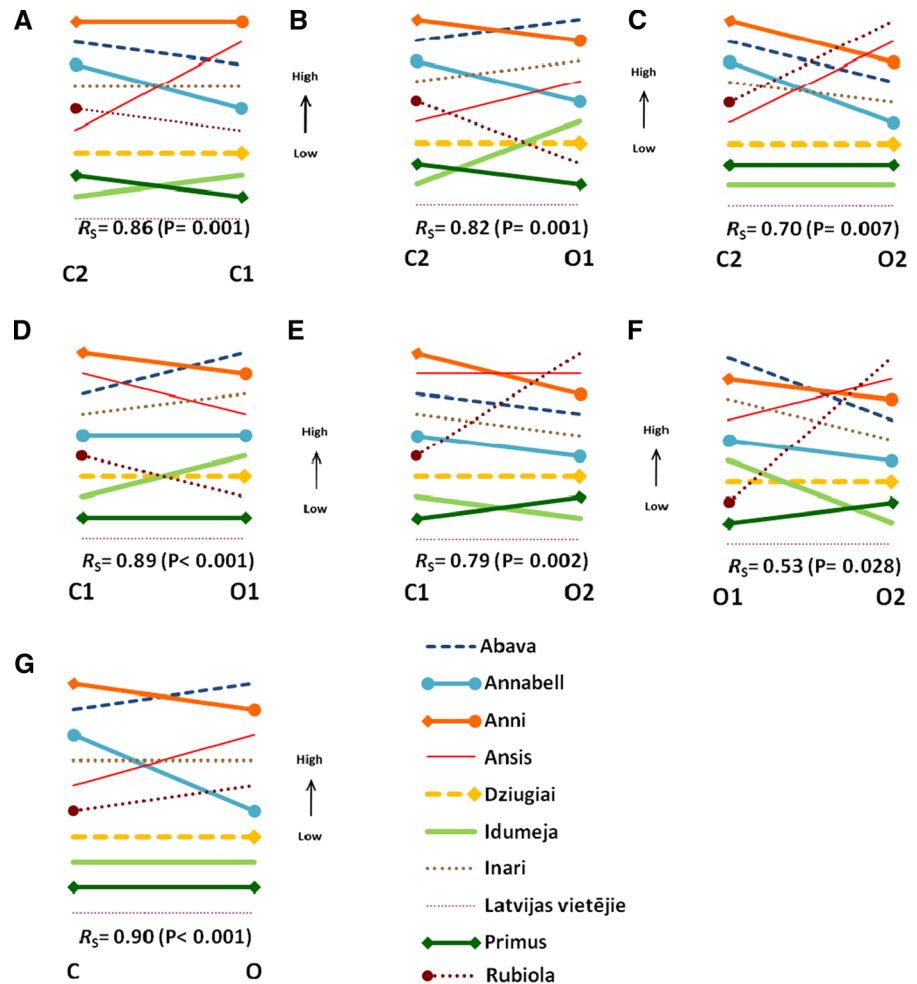 A
B
C
High
Low
High
Low
RS= 0.86 (P= 0.001)
RS= 0.82 (P= 0.001)
RS= 0.70 (P= 0.007)
C2 C1
C2 O1
C2 O2
D
E
F
High
Low
High
Low
RS= 0.89 (P< 0.001)
RS= 0.79 (P= 0.002)
RS= 0.53 (P= 0.028)
C1 O1
C1 O2
O1 O2
G
High
Low
RS= 0.90 (P< 0.001)
C O
Abava
Annabell
Anni
Ansis
Dziugiai
Idumeja
Inari
Latvijas vietējie
Primus
Rubiola